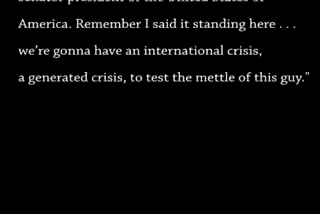 senator president of the United States of
America. Remember I said it standing here . . .
we're gonna have an international crisis,
a generated crisis, to test the mettle of this guy."